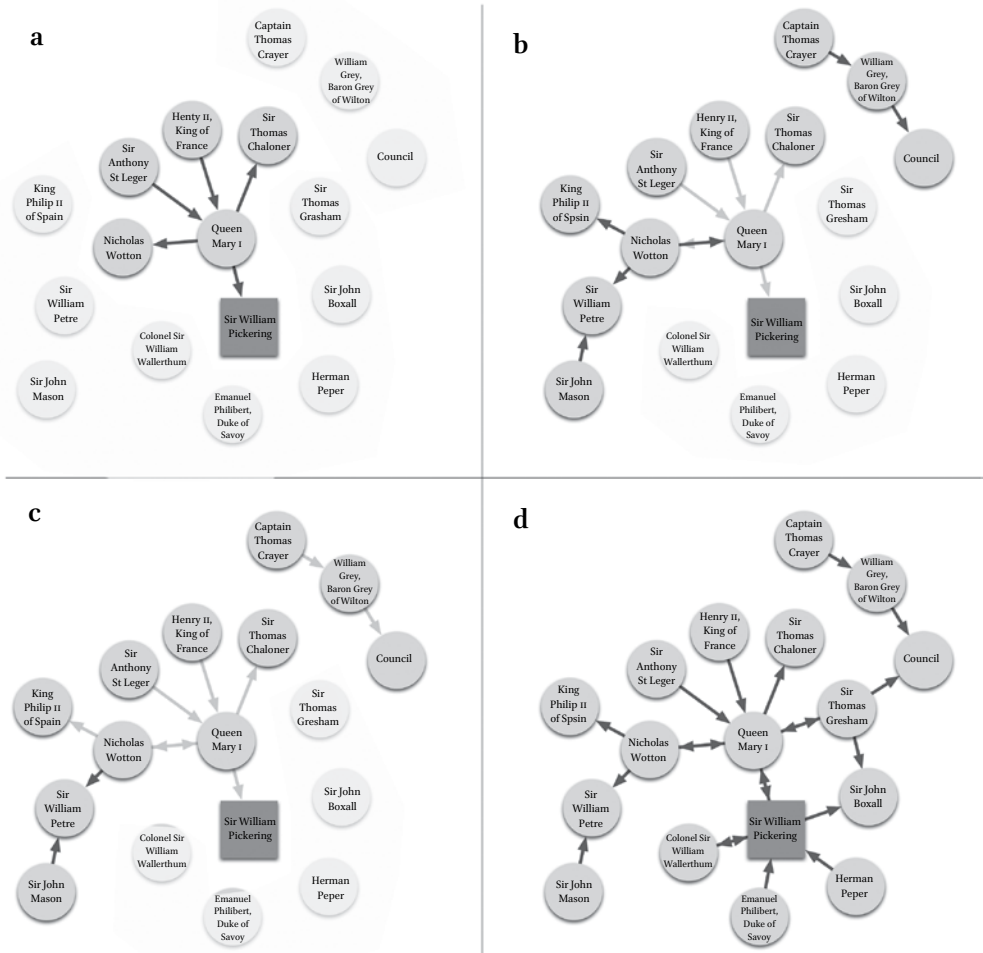 a
Captain
Thomas
Crayer
William
Grey,
Baron Grey
of Wilton
Council
Henty II,
King of
France
Sir
Thomas
Chaloner
Sir
Anthony
St Leger
King
Philip II
of Spain
Sir
Thomas
Grasham
Nicholas
Wotton
Queen
Mary I
Sir
William
Petre
Sir John
Boxall
Sir William
Pickering
Colonel Sir
William
Wallerthum
Sir John
Mason
Herman
Peper
Emanuel
Philibert,
Duke of
Savoy
b
Captain
Thomas
Crayer
William
Grey,
Baron Grey
of Wilton
Council
Henry II,
King of
France
Sir
Thomas
Chaloner
Sir
Anthony
St Leger
King
Philip II
of Spsin
Sir
Thomas
Gresham
Nicholas
Wotton
Queen
Mary I
Sir
William
Petre
Sir John
Boxall
Sir William
Pickering
Colonel Sir
William
Wallerthum
Sir John
Mason
Herman
Peper
Emanuel
Philibert,
Duke of
Savoy
c
Captain
Thomas
Crayer
William
Grey,
Baron Grey
of Wilton
Council
Henry II,
King of
France
Sir
Thomas
Chaloner
Sir
Anthony
St Leger
King
Philip II
of Spain
Sir
Thomas
Gresham
Nicholas
Wotton
Queen
Mary I
Sir
William
Petre
Sir John
Boxall
Sir William
Pickering
Colonel Sir
William
Wallerthum
Sir John
Mason
Herman
Peper
Emanuel
Philibert,
Duke of
Savoy
d
Captain
Thomas
Crayer
William
Grey,
Baron Grey
of Wilton
Council
Henry II,
King of
France
Sir
Thomas
Chaloner
Sir
Anthony
St Leger
King
Philip II
of Spsin
Sir
Thomas
Gresham
Nicholas
Wotton
Queen
Mary I
Sir
William
Petre
Sir John
Boxall
Sir William
Pickering
Colonel Sir
William
Wallerthum
Sir John
Mason
Herman
Peper
Emanuel
Philibert,
Duke of
Savoy